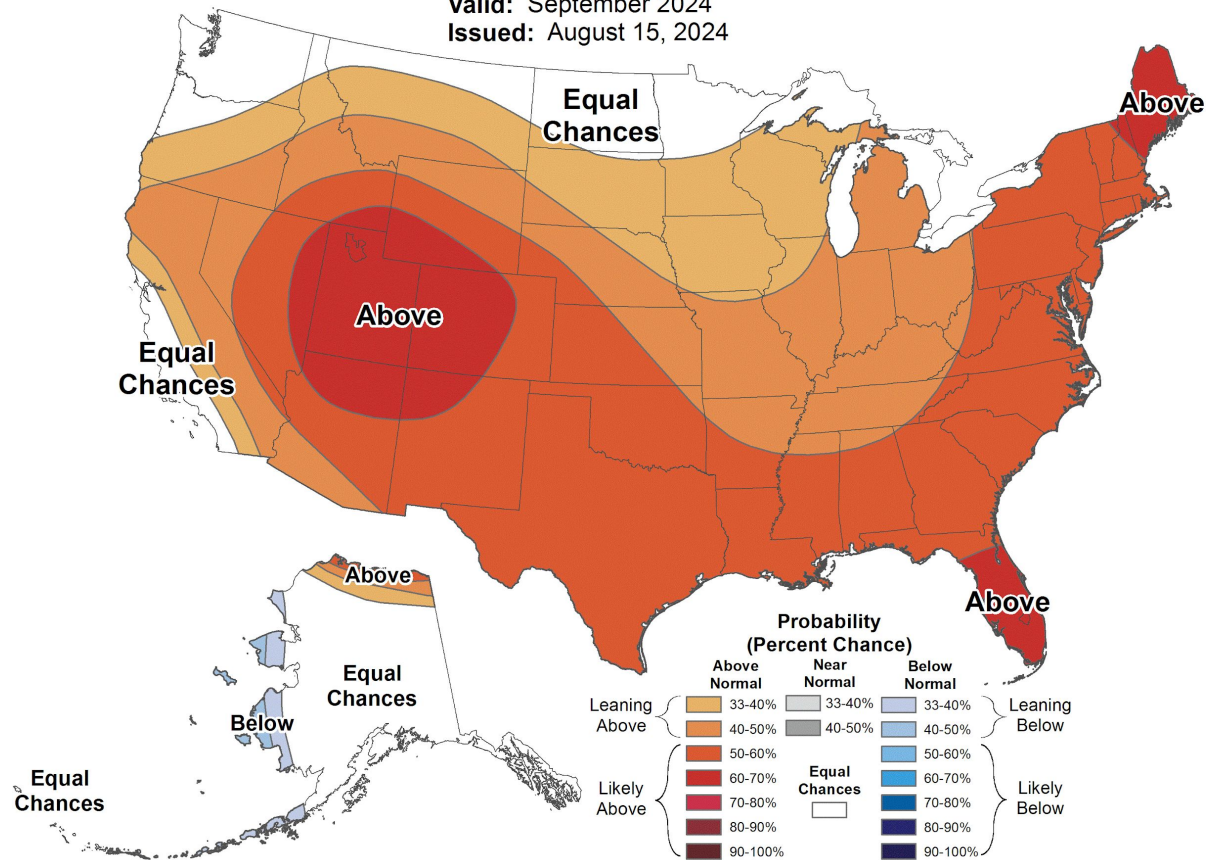 Valid: September 2024
Issued: August 15, 2024
Equal
Chances
Above
Above
Equal
Chances
Above
Above
Equal
Chances
Below
Equal
Chances
Probability
(Percent Chance)
Above
Normal
Near
Normal
Below
Normal
Leaning
Above
33-40%
33-40%
33-40%
Leaning
Below
40-50%
40-50%
40-50%
50-60%
50-60%
Likely
Above
60-70%
Equal
Chances
60-70%
Likely
Below
70-80%
70-80%
80-90%
80-90%
90-100%
90-100%